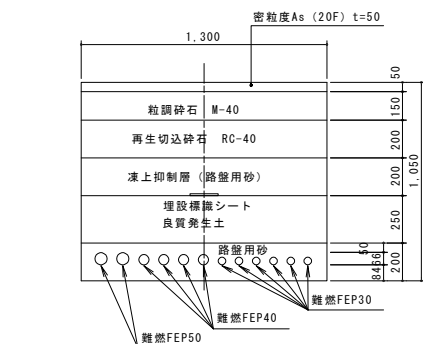 密粒度As (20F) t=50
1,300
50
粒調砕石 M-40
150
再生切込砕石 RC-40
200
1,050
凍上抑制層(路盤用砂)
200
埋設標識シート
良質発生土
250
路盤用砂
50
66
84
200
難燃FEP30
難燃FEP40
難燃FEP50